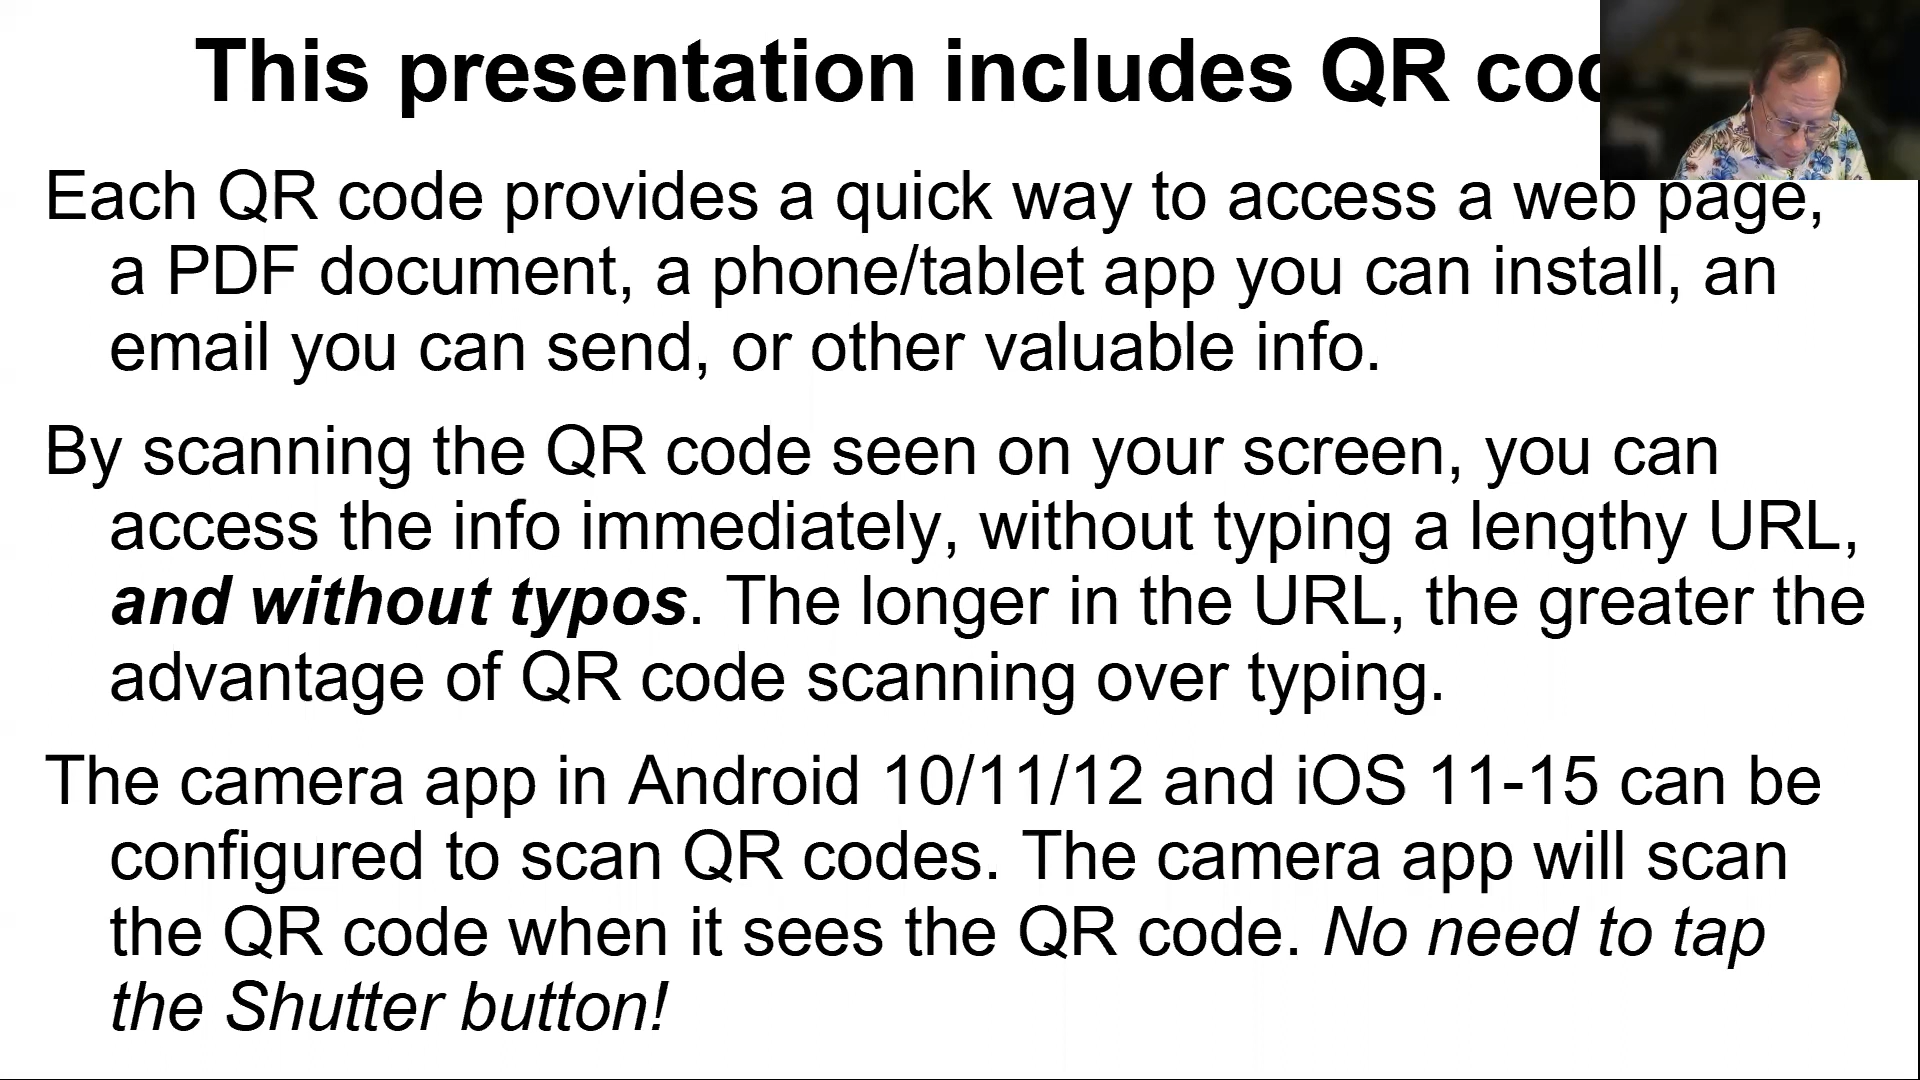 This presentation includes QR
Each QR code provides a quick way to access a web page,
a PDF document, a phone/tablet app you can install, an
email you can send, or other valuable info.
By scanning the QR code seen on your screen, you can
access the info immediately, without typing a lengthy URL,
and without typos. The longer in the URL, the greater the
advantage of QR code scanning over typing.
The camera app in Android 10/11/12 and iOS 11-15 can be
configured to scan QR codes. The camera app will scan
the QR code when it sees the QR code. No need to tap
the Shutter button!